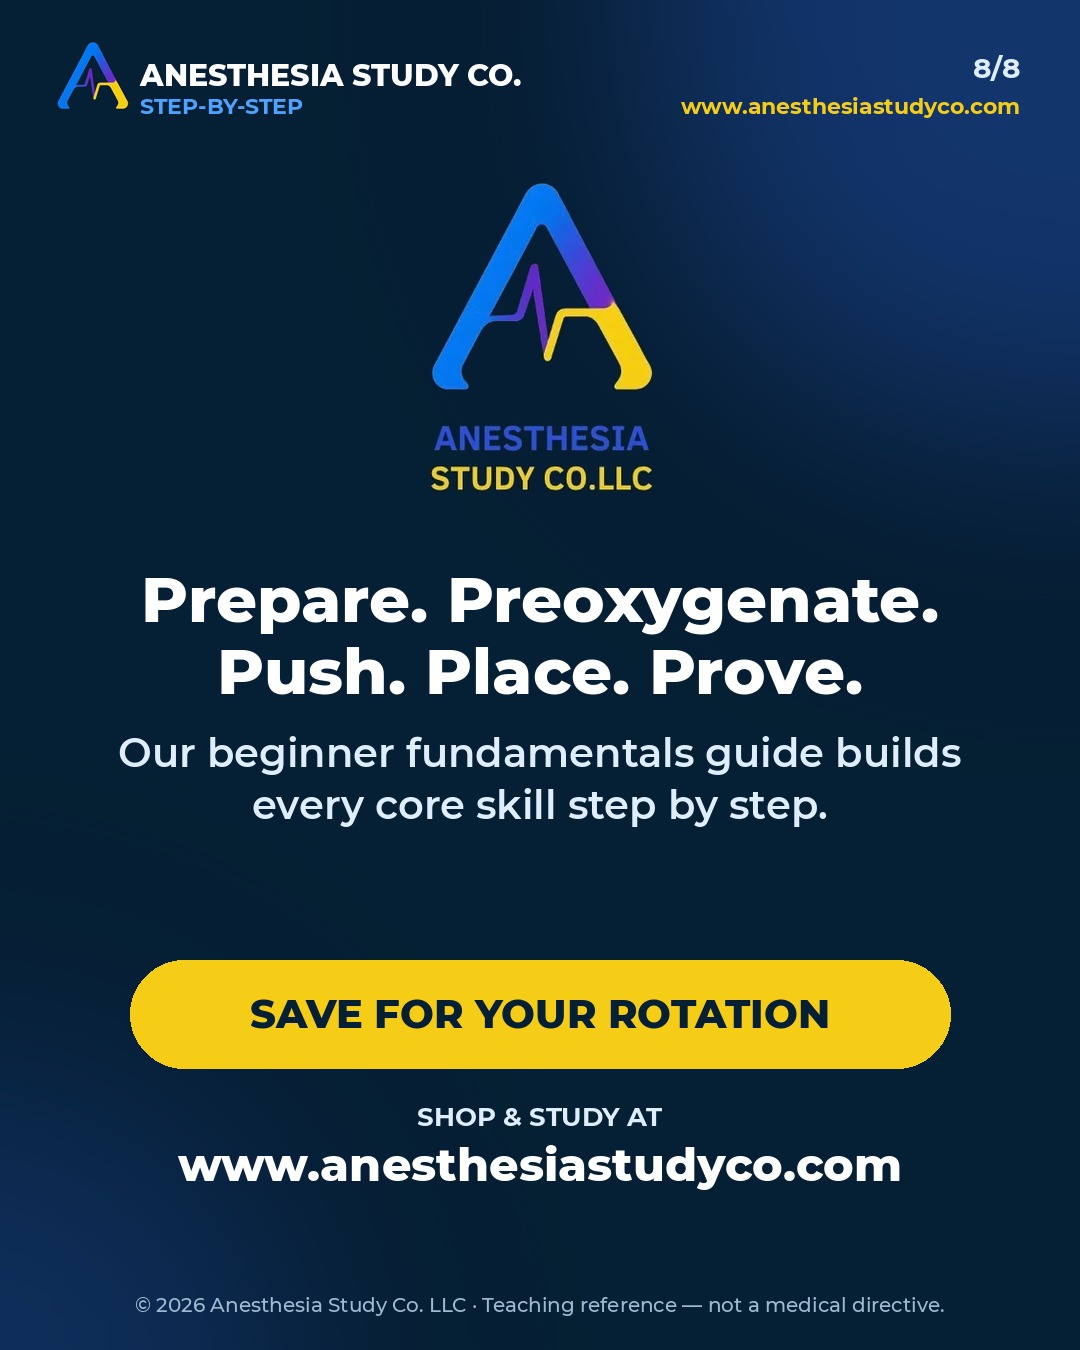 ANESTHESIA STUDY CO.
STEP-BY-STEP
8/8
www.anesthesiastudyco.com
ANESTHESIA
STUDY CO.LLC
Prepare. Preoxygenate.
Push. Place. Prove.
Our beginner fundamentals guide builds
every core skill step by step.
SAVE FOR YOUR ROTATION
SHOP & STUDY AT
www.anesthesiastudyco.com
© 2026 Anesthesia Study Co. LLC · Teaching reference — not a medical directive.